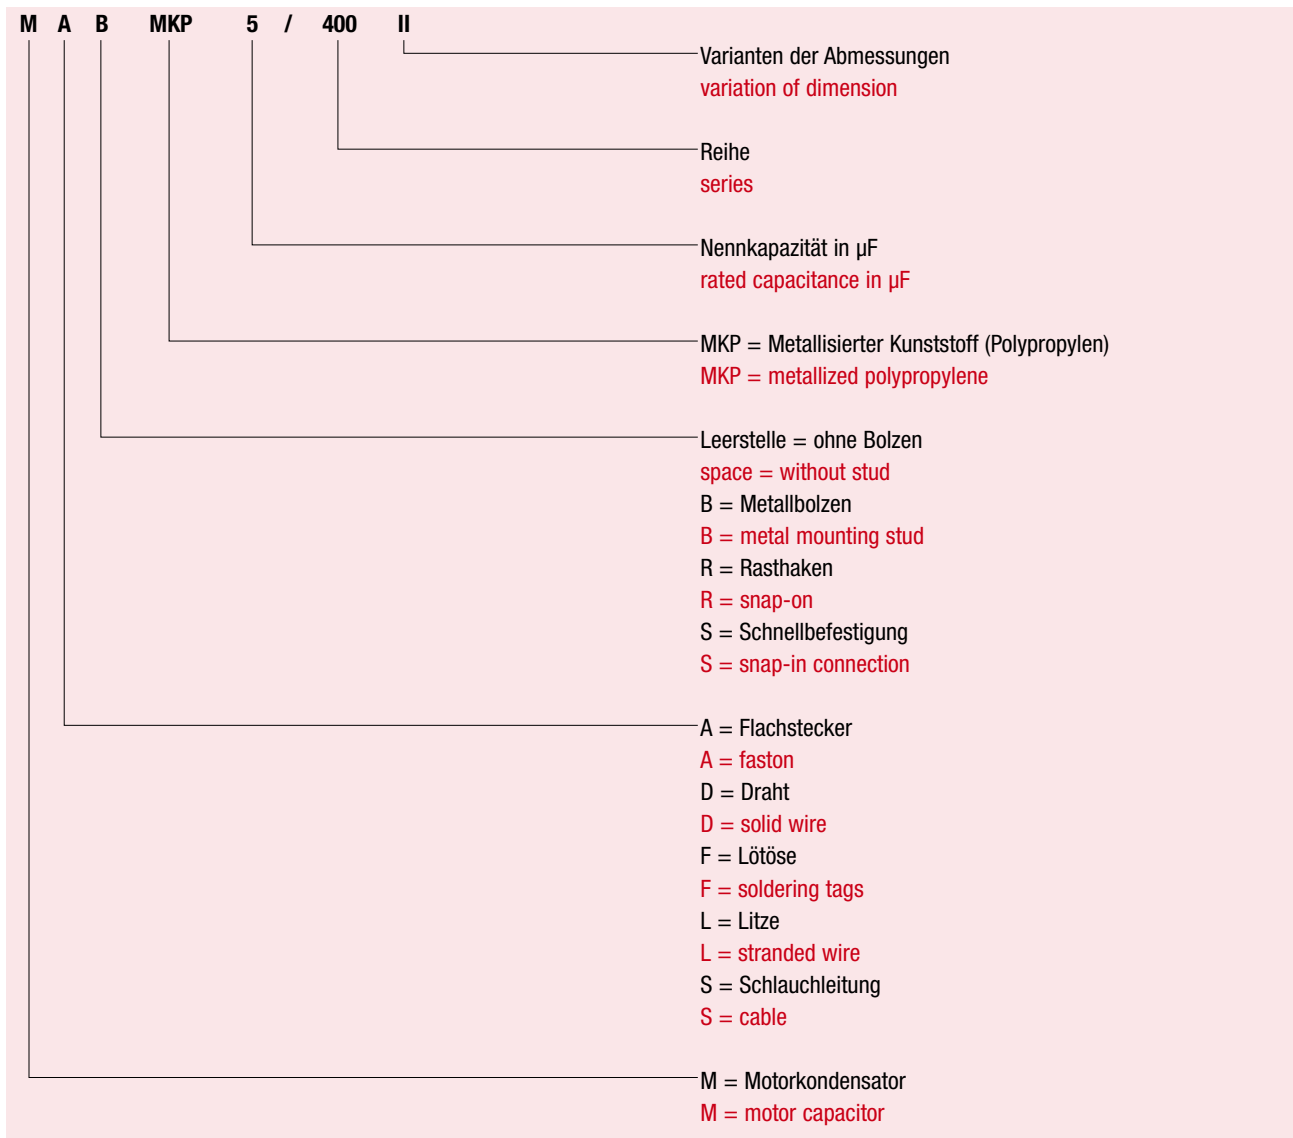 M A B MKP 5 / 400 II
Varianten der Abmessungen
variation of dimension
Reihe
series
Nennkapazität in µF
rated capacitance in µF
MKP = Metallisierter Kunststoff (Polypropylen)
MKP = metallized polypropylene
Leerstelle = ohne Bolzen
space = without stud
B = Metallbolzen
B = metal mounting stud
R = Rasthaken
R = snap-on
S = Schnellbefestigung
S = snap-in connection
A = Flachstecker
A = faston
D = Draht
D = solid wire
F = Lötöse
F = soldering tags
L = Litze
L = stranded wire
S = Schlauchleitung
S = cable
M = Motorkondensator
M = motor capacitor